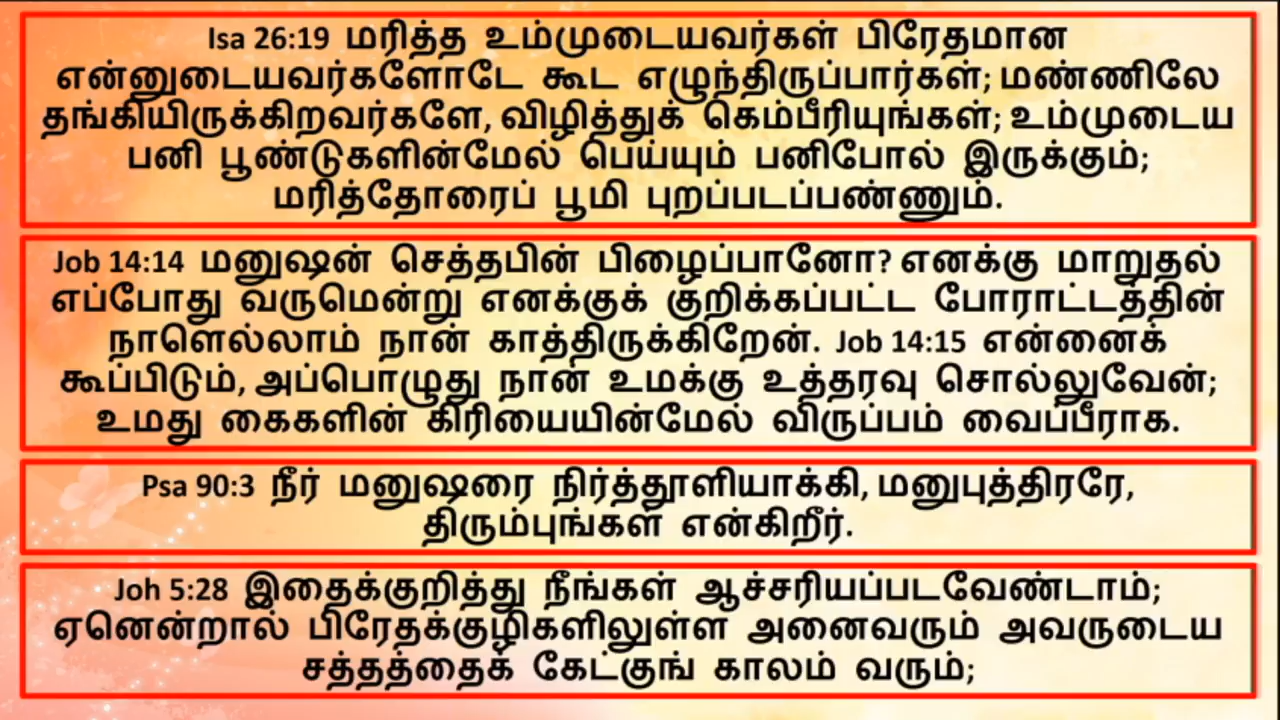 Isa 26:19 மரித்த உம்முடையவர்கள் பிரேதமான
என்னுடையவர்களோடே கூட எழுந்திருப்பார்கள்; மண்ணிலே
தங்கியிருக்கிறவர்களே, விழித்துக் கெம்பீரியுங்கள்; உம்முடைய
பனி பூண்டுகளின்மேல் பெய்யும் பனிபோல் இருக்கும்;
மரித்தோரைப் பூமி புறப்படப்பண்ணும்.
Job 14:14 மனுஷன் செத்தபின் பிழைப்பானோ? எனக்கு மாறுதல்
எப்போது வருமென்று எனக்குக் குறிக்கப்பட்ட போராட்டத்தின்
நாளெல்லாம் நான் காத்திருக்கிறேன். Job 14:15 என்னைக்
கூப்பிடும், அப்பொழுது நான் உமக்கு உத்தரவு சொல்லுவேன்;
உமது கைகளின் கிரியையின்மேல் விருப்பம் வைப்பீராக.
Psa 90:3 நீர் மனுஷரை நிர்த்தூளியாக்கி, மனுபுத்திரரே,
திரும்புங்கள் என்கிறீர்.
Joh 5:28 இதைக்குறித்து நீங்கள் ஆச்சரியப்படவேண்டாம்;
ஏனென்றால் பிரேதக்குழிகளிலுள்ள அனைவரும் அவருடைய
சத்தத்தைக் கேட்குங் காலம் வரும்;